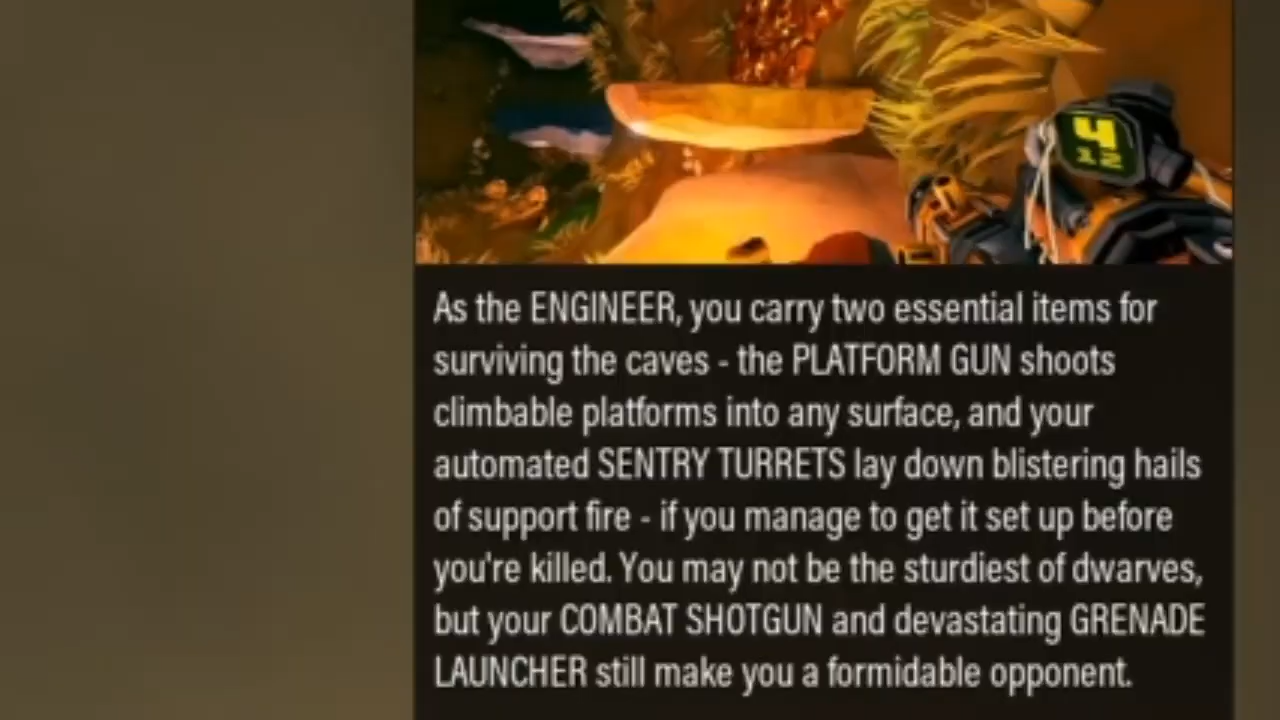 4
12
As the ENGINEER, you carry two essential items for
surviving the caves - the PLATFORM GUN shoots
climbable platforms into any surface, and your
automated SENTRY TURRETS lay down blistering hails
of support fire - if you manage to get it set up before
you're killed. You may not be the sturdiest of dwarves,
but your COMBAT SHOTGUN and devastating GRENADE
LAUNCHER still make you a formidable opponent.